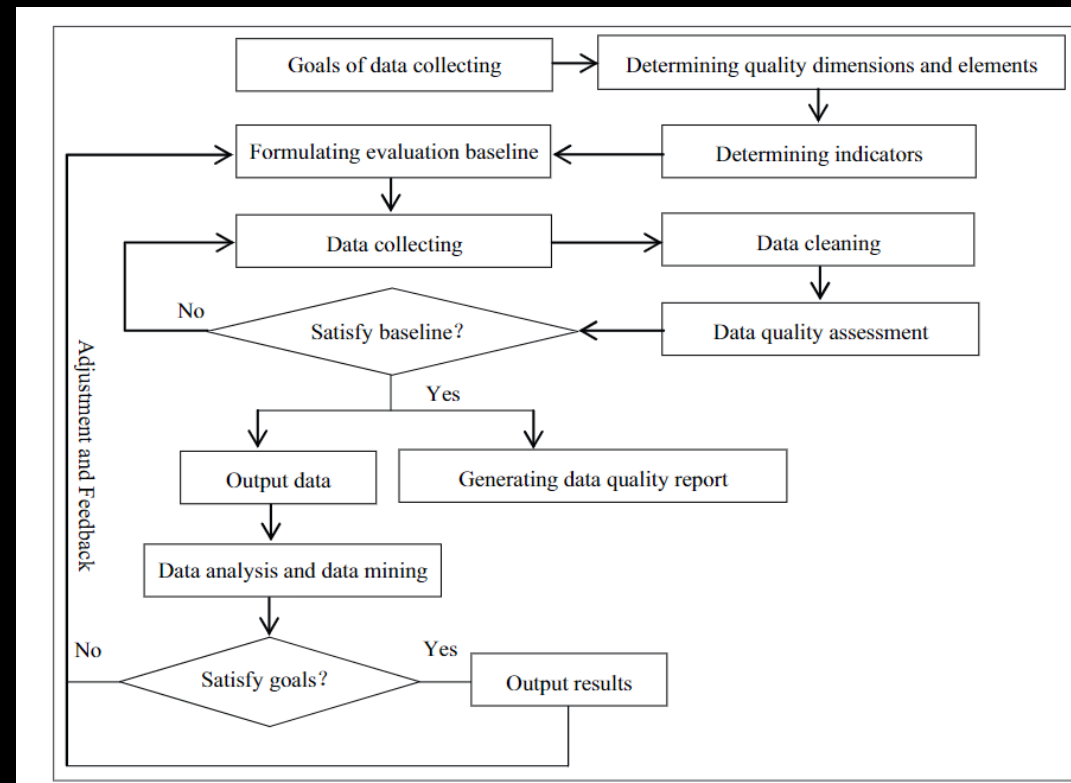 Goals of data collecting
Determining quality dimensions and elements
Formulating evaluation baseline
Determining indicators
Data collecting
Data cleaning
No
Satisfy baseline?
Data quality assessment
Adjustment and Feedback
Yes
Output data
Generating data quality report
Data analysis and data mining
No
Yes
Satisfy goals?
Output results